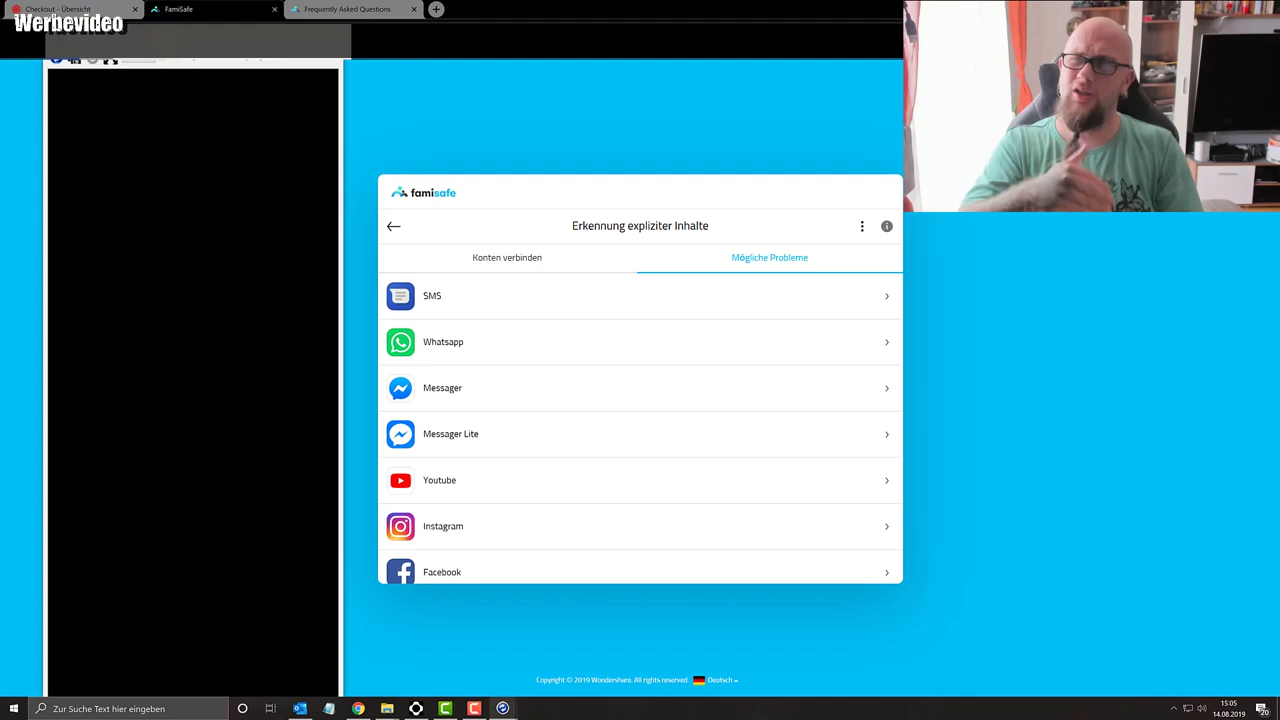 Checkout - Übersicht
FamiSafe
Frequently Asked Questions
Werbevideo
famisafe
Erkennung expliziter Inhalte
Konten verbinden
Mögliche Probleme
SMS
Whatsapp
Messager
Messager Lite
Youtube
Instagram
Facebook
Copyright © 2019 Wondershare. All rights reserved.
Deutsch
Zur Suche Text hier eingeben
15:05
14.08.2019
20